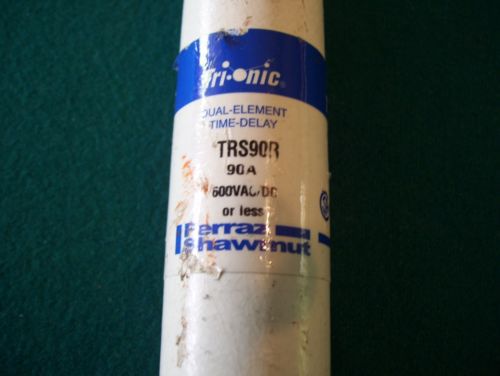 Tri-onic®
DUAL-ELEMENT
TIME-DELAY
TRS90R
90A
600VAC/DC
or less
Ferraz
Shawmut